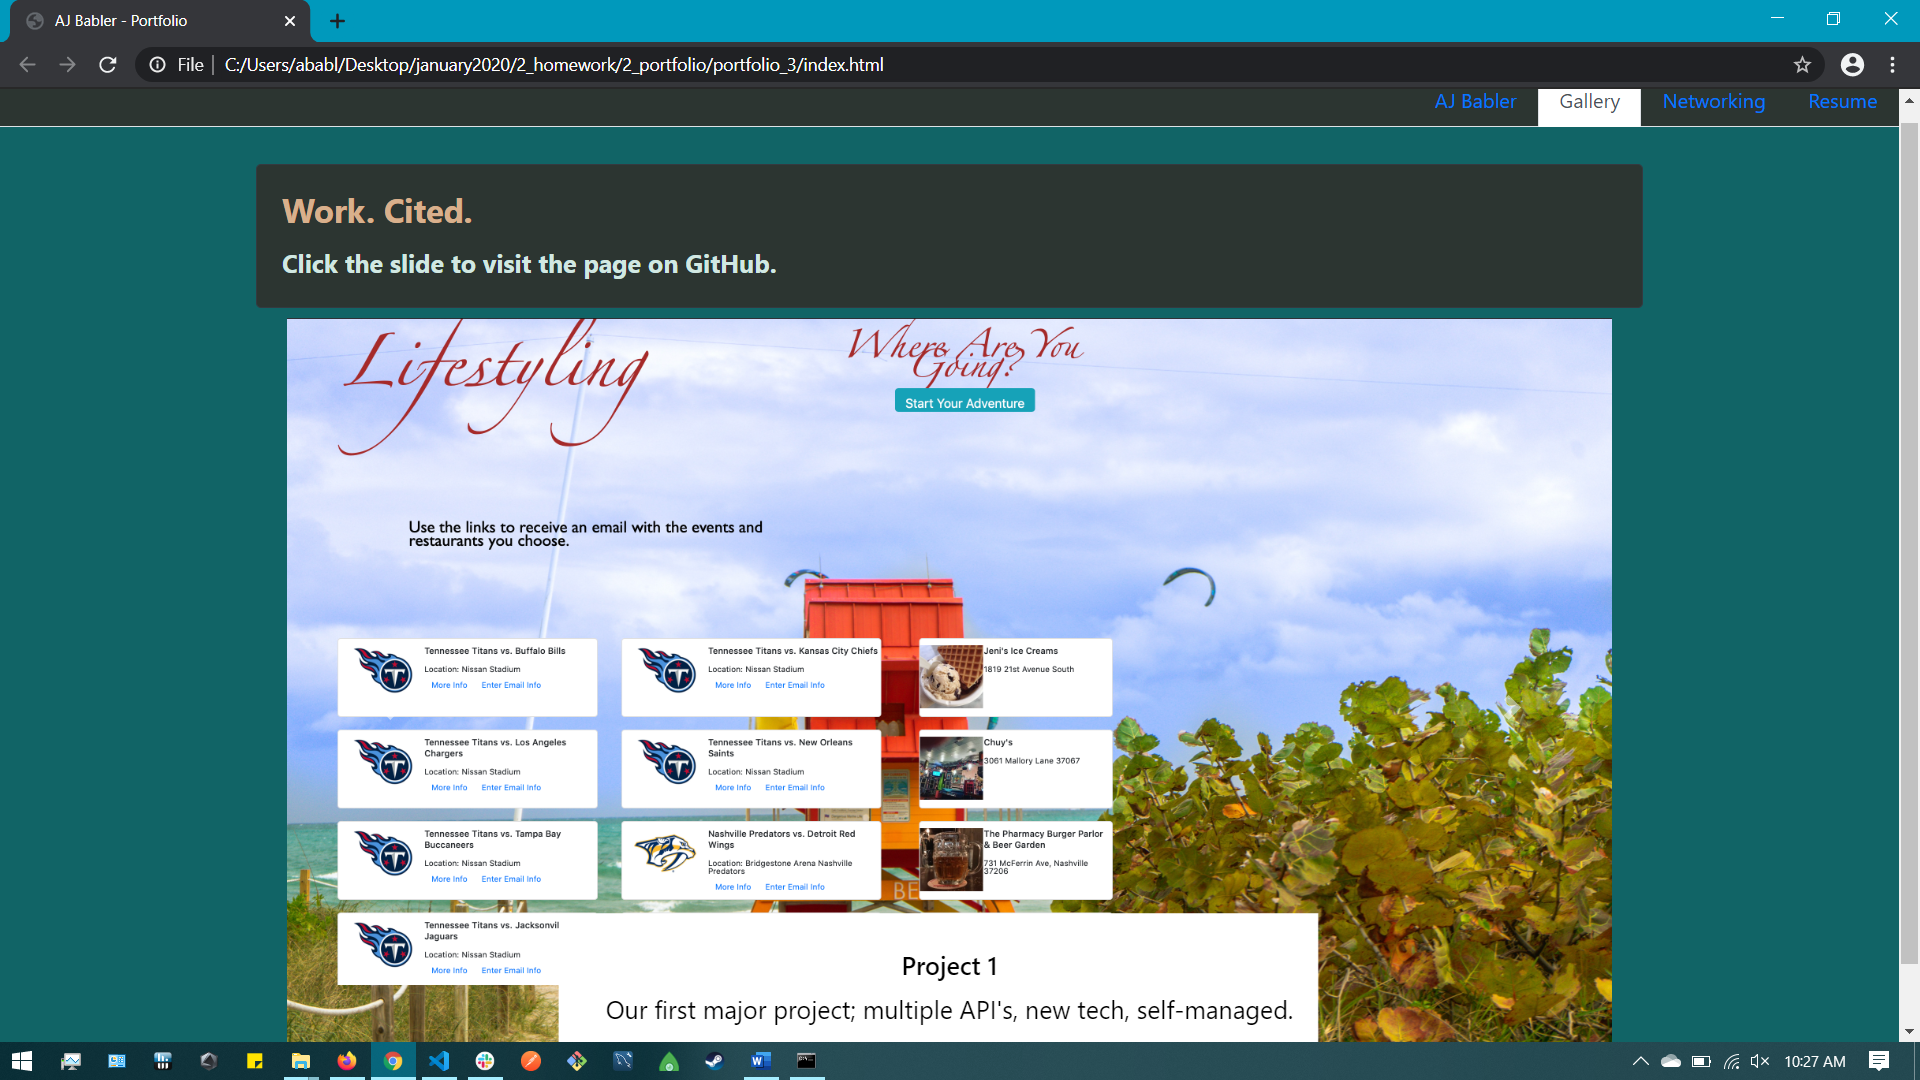 AJ Babler - Portfolio
File
C:/Users/ababl/Desktop/january2020/2_homework/2_portfolio/portfolio_3/index.html
AJ Babler
Gallery
Networking
Resume
Work. Cited.
Click the slide to visit the page on GitHub.
Lifestyling
Where Are You
Going?
Start Your Adventure
Use the links to receive an email with the events and
restaurants you choose.
Tennessee Titans vs. Buffalo Bills
Location: Nissan Stadium
More Info Enter Email Info
Tennessee Titans vs. Kansas City Chiefs
Location: Nissan Stadium
More Info Enter Email Info
Jeni's Ice Creams
1819 21st Avenue South
Tennessee Titans vs. Los Angeles
Chargers
Location: Nissan Stadium
More Info Enter Email Info
Tennessee Titans vs. New Orleans
Saints
Location: Nissan Stadium
More Info Enter Email Info
Chuy's
3061 Mallory Lane 37067
Tennessee Titans vs. Tampa Bay
Buccaneers
Location: Nissan Stadium
More Info Enter Email Info
Nashville Predators vs. Detroit Red
Wings
Location: Bridgestone Arena Nashville
Predators
More Info Enter Email Info
The Pharmacy Burger Parlor
& Beer Garden
731 McFerrin Ave, Nashville
37206
BE
Tennessee Titans vs. Jacksonvil
Jaguars
Location: Nissan Stadium
More Info Enter Email Info
Project 1
Our first major project; multiple API's, new tech, self-managed.
10:27 AM